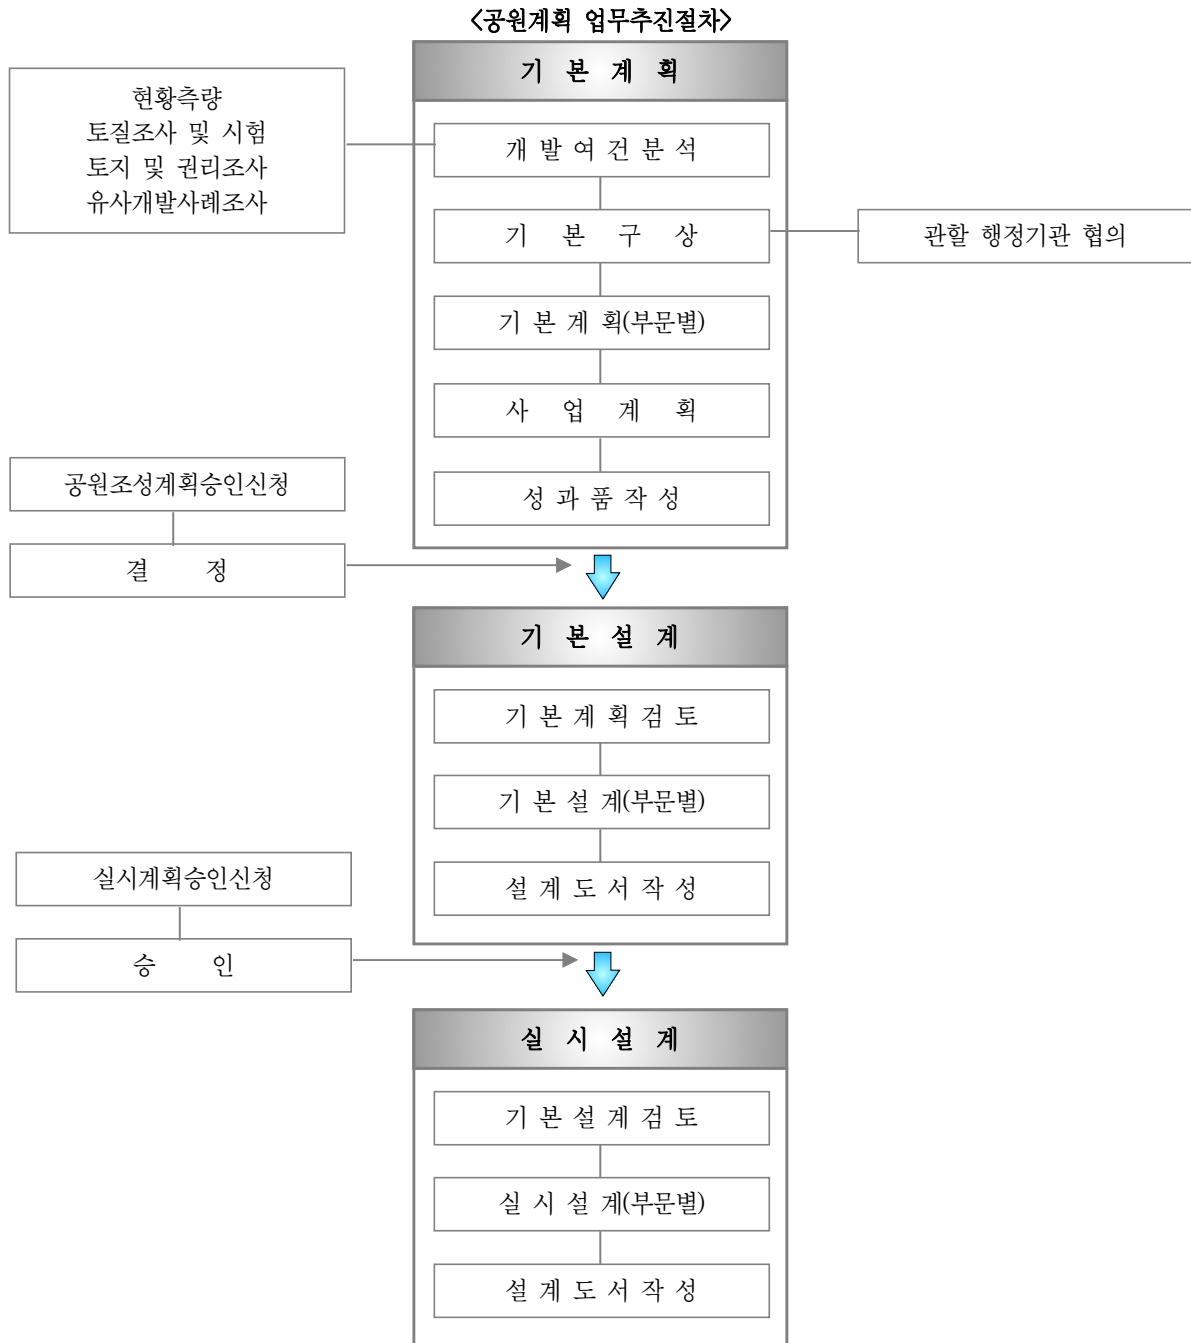 <공원계획 업무추진절차>
기 본 계 획
현황측량
토질조사 및 시험
토지 및 권리조사
유사개발사례조사
개 발 여 건 분 석
기 본 구 상
관할 행정기관 협의
기 본 계 획(부문별)
사 업 계 획
성 과 품 작 성
공원조성계획승인신청
결 정
기 본 설 계
기 본 계 획 검 토
기 본 설 계(부문별)
설 계 도 서 작 성
실시계획승인신청
승 인
실 시 설 계
기 본 설 계 검 토
실 시 설 계(부문별)
설 계 도 서 작 성